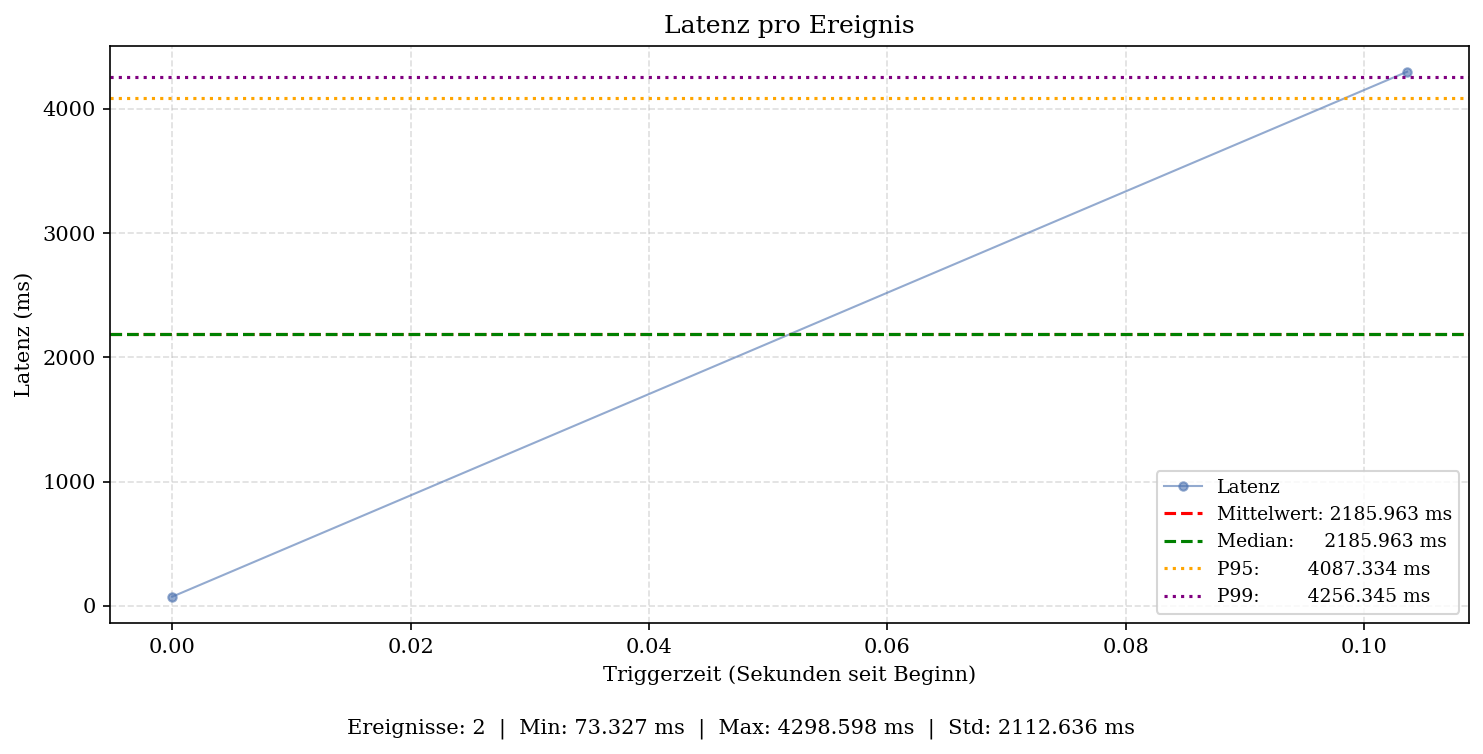 Latenz pro Ereignis
Latenz (ms)
4000
3000
2000
1000
0
Latenz
Mittelwert: 2185.963 ms
Median: 2185.963 ms
P95: 4087.334 ms
P99: 4256.345 ms
0.00 0.02 0.04 0.06 0.08 0.10
Triggerzeit (Sekunden seit Beginn)
Ereignisse: 2 | Min: 73.327 ms | Max: 4298.598 ms | Std: 2112.636 ms